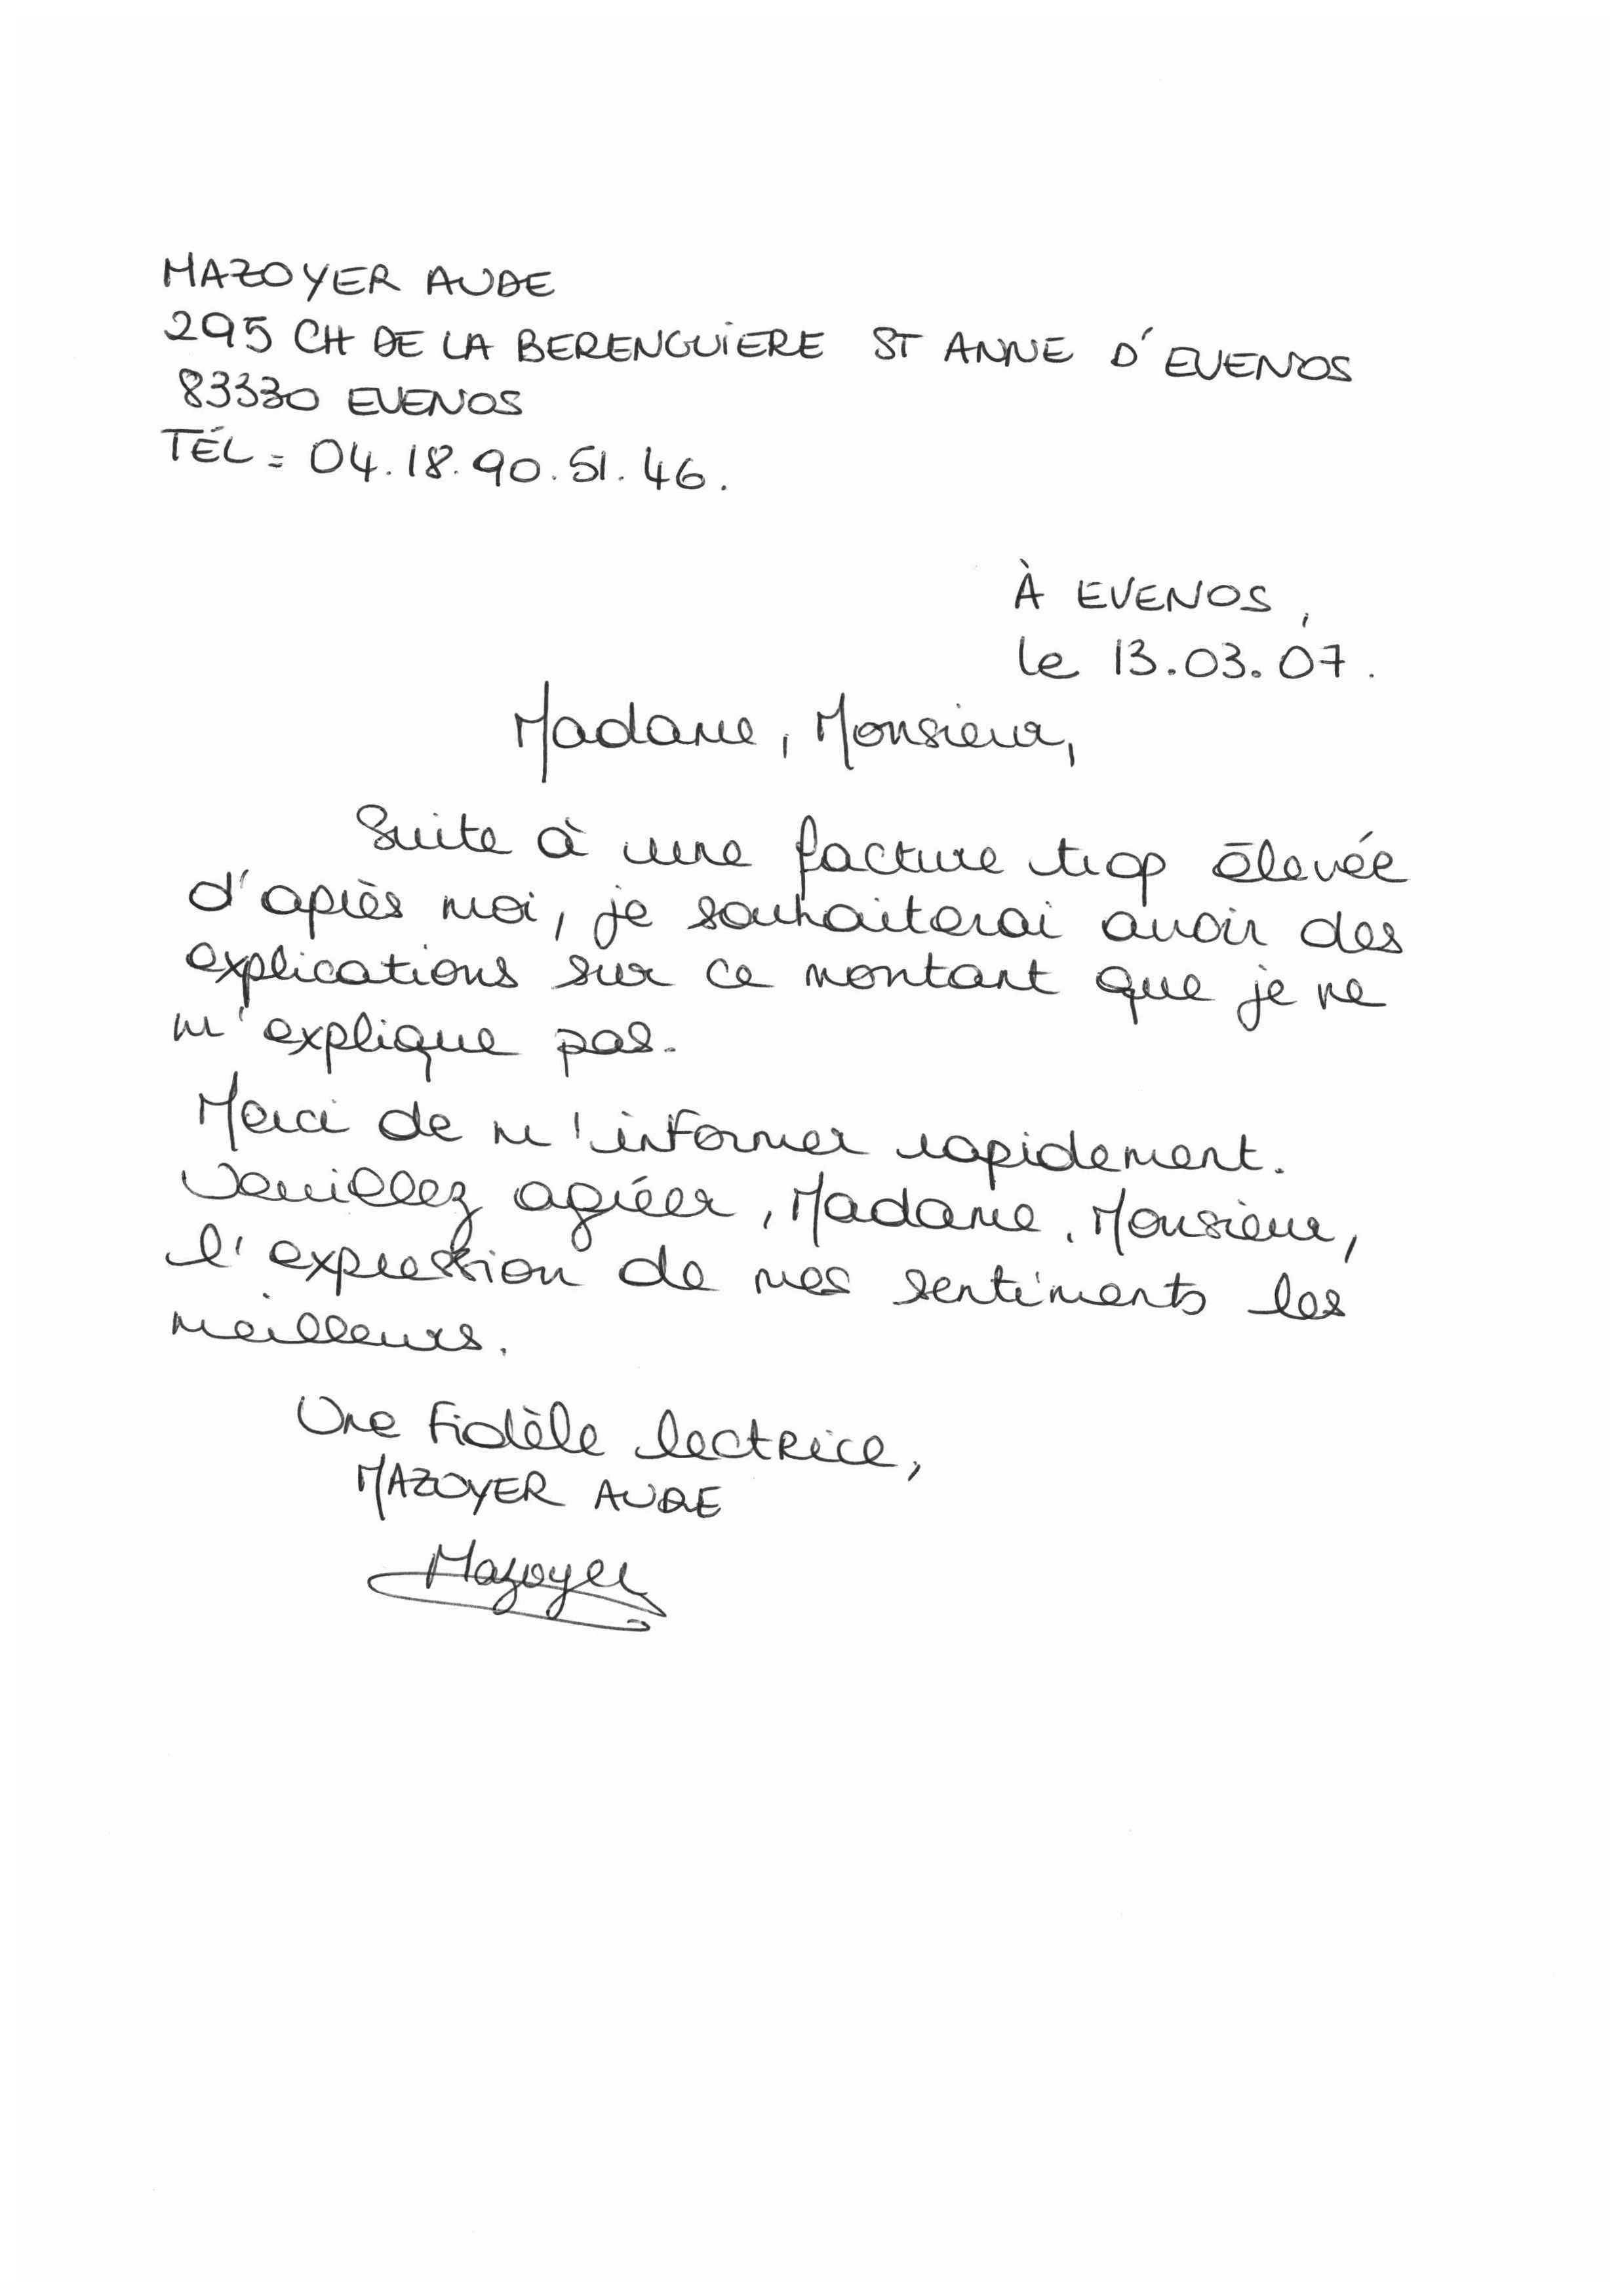 MAZOYER AUDE
295 CH DE LA BERENGUIERE ST ANNE D'EVENOS
83330 EVENOS
TÉL = 04.18.90.51.46.
À EVENOS,
le 13.03.07.
Madame, Monsieur,
Suite à une facture trop élevée
d'après moi, je souhaiterai avoir des
explications sur ce montant que je ne
m'explique pas.
Merci de m'informer rapidement.
Veuillez agréer, Madame, Monsieur,
l'expression de mes sentiments les
meilleurs.
Une fidèle lectrice,
MAZOYER AUDE
Mazoyer